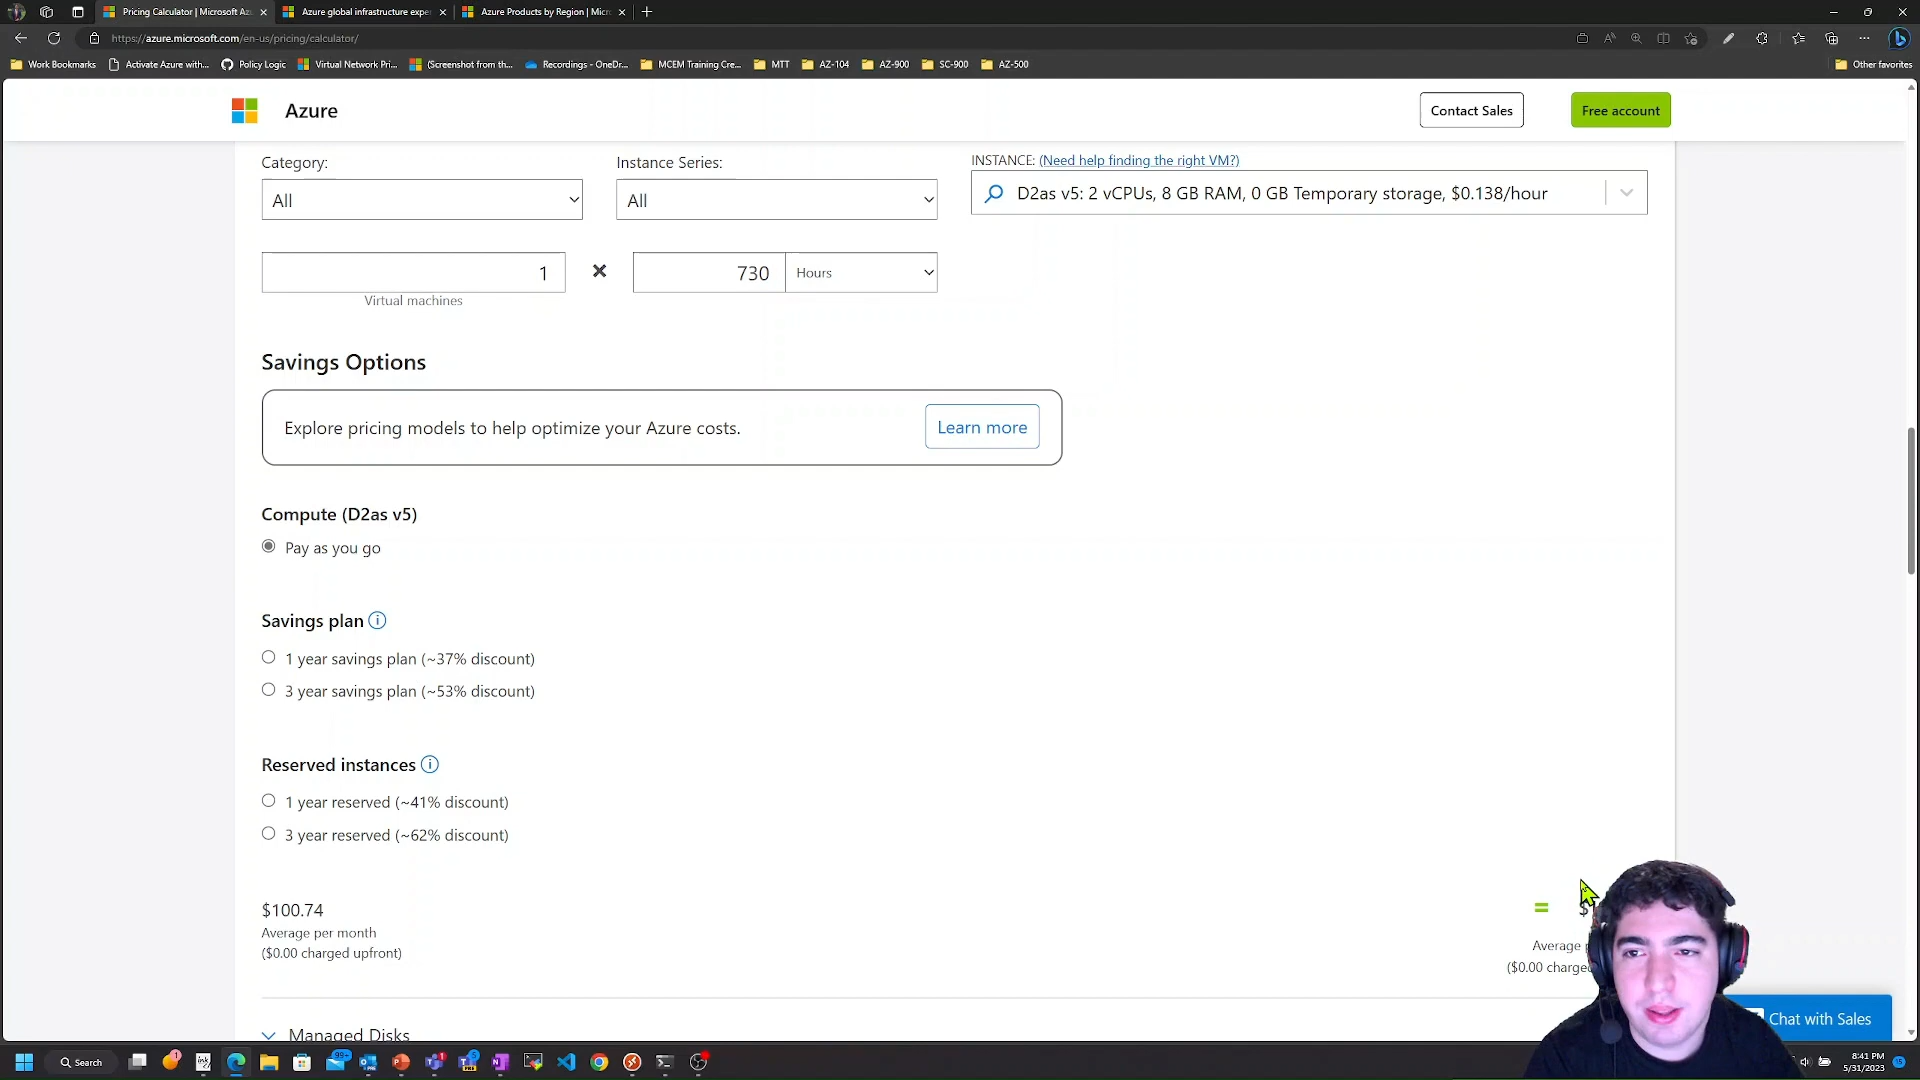 Pricing Calculator | Microsoft Az
Azure global infrastructure exper
Azure Products by Region | Micr
https://azure.microsoft.com/en-us/pricing/calculator/
Work Bookmarks
Activate Azure with...
Policy Logic
Virtual Network Pri...
(Screenshot from th...
Recordings - OneDr...
MCEM Training Cre...
MTT
AZ-104
AZ-900
SC-900
AZ-500
Other favorites
Azure
Contact Sales
Free account
Category:
Instance Series:
INSTANCE: (Need help finding the right VM?)
All
All
D2as v5: 2 vCPUs, 8 GB RAM, 0 GB Temporary storage, $0.138/hour
1
730
Hours
Virtual machines
Savings Options
Explore pricing models to help optimize your Azure costs.
Learn more
Compute (D2as v5)
Pay as you go
Savings plan
1 year savings plan (~37% discount)
3 year savings plan (~53% discount)
Reserved instances
1 year reserved (~41% discount)
3 year reserved (~62% discount)
$100.74
Average per month
($0.00 charged upfront)
=
$
Average
($0.00 charge
Managed Disks
Chat with Sales
Search
99+
8:41 PM
5/31/2023